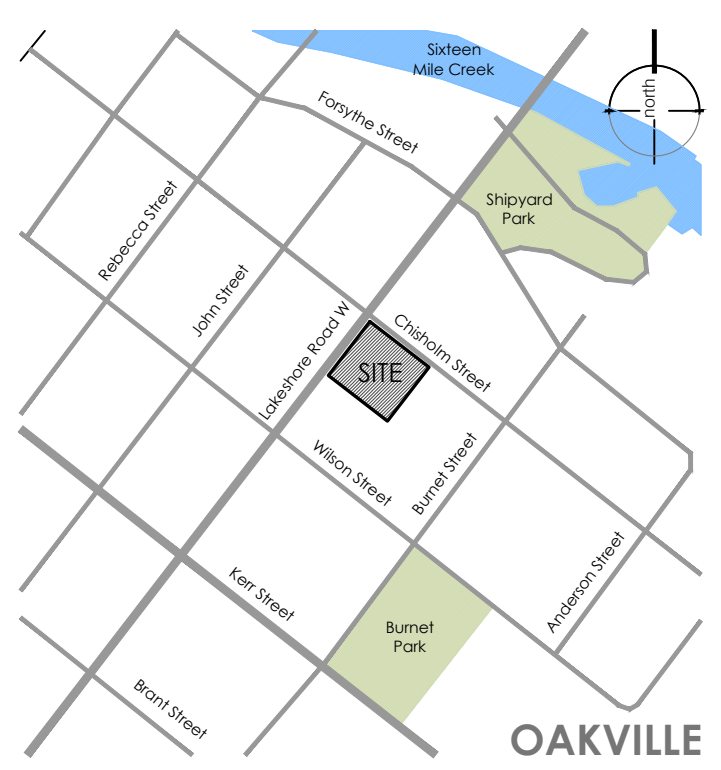 Sixteen
Mile Creek
north
Forsythe Street
Shipyard
Park
Rebecca Street
John Street
Lakeshore Road W
Chisholm Street
SITE
Wilson Street
Burnet Street
Anderson Street
Kerr Street
Burnet
Park
Brant Street
OAKVILLE